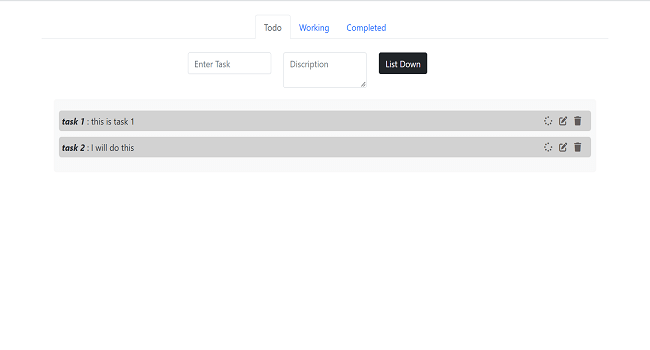 Todo Working Completed
Enter Task Discription List Down
task 1 : this is task 1
task 2 : I will do this